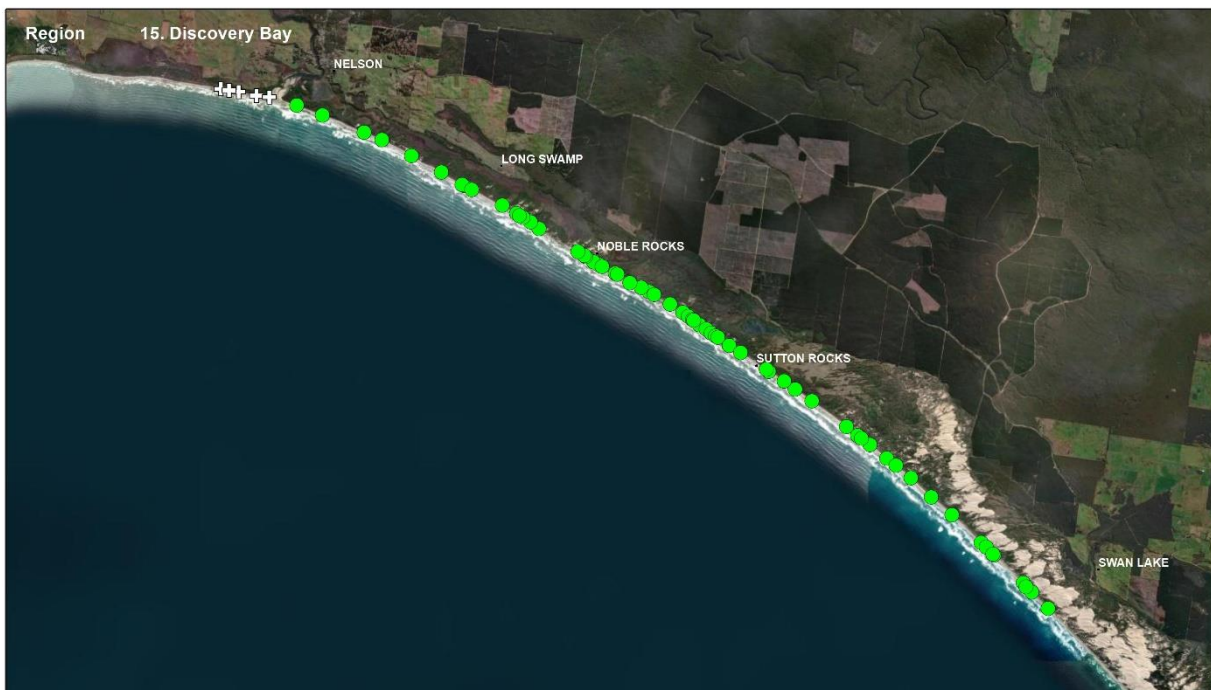 Region 15. Discovery Bay
NELSON
LONG SWAMP
NOBLE ROCKS
SUTTON ROCKS
SWAN LAKE